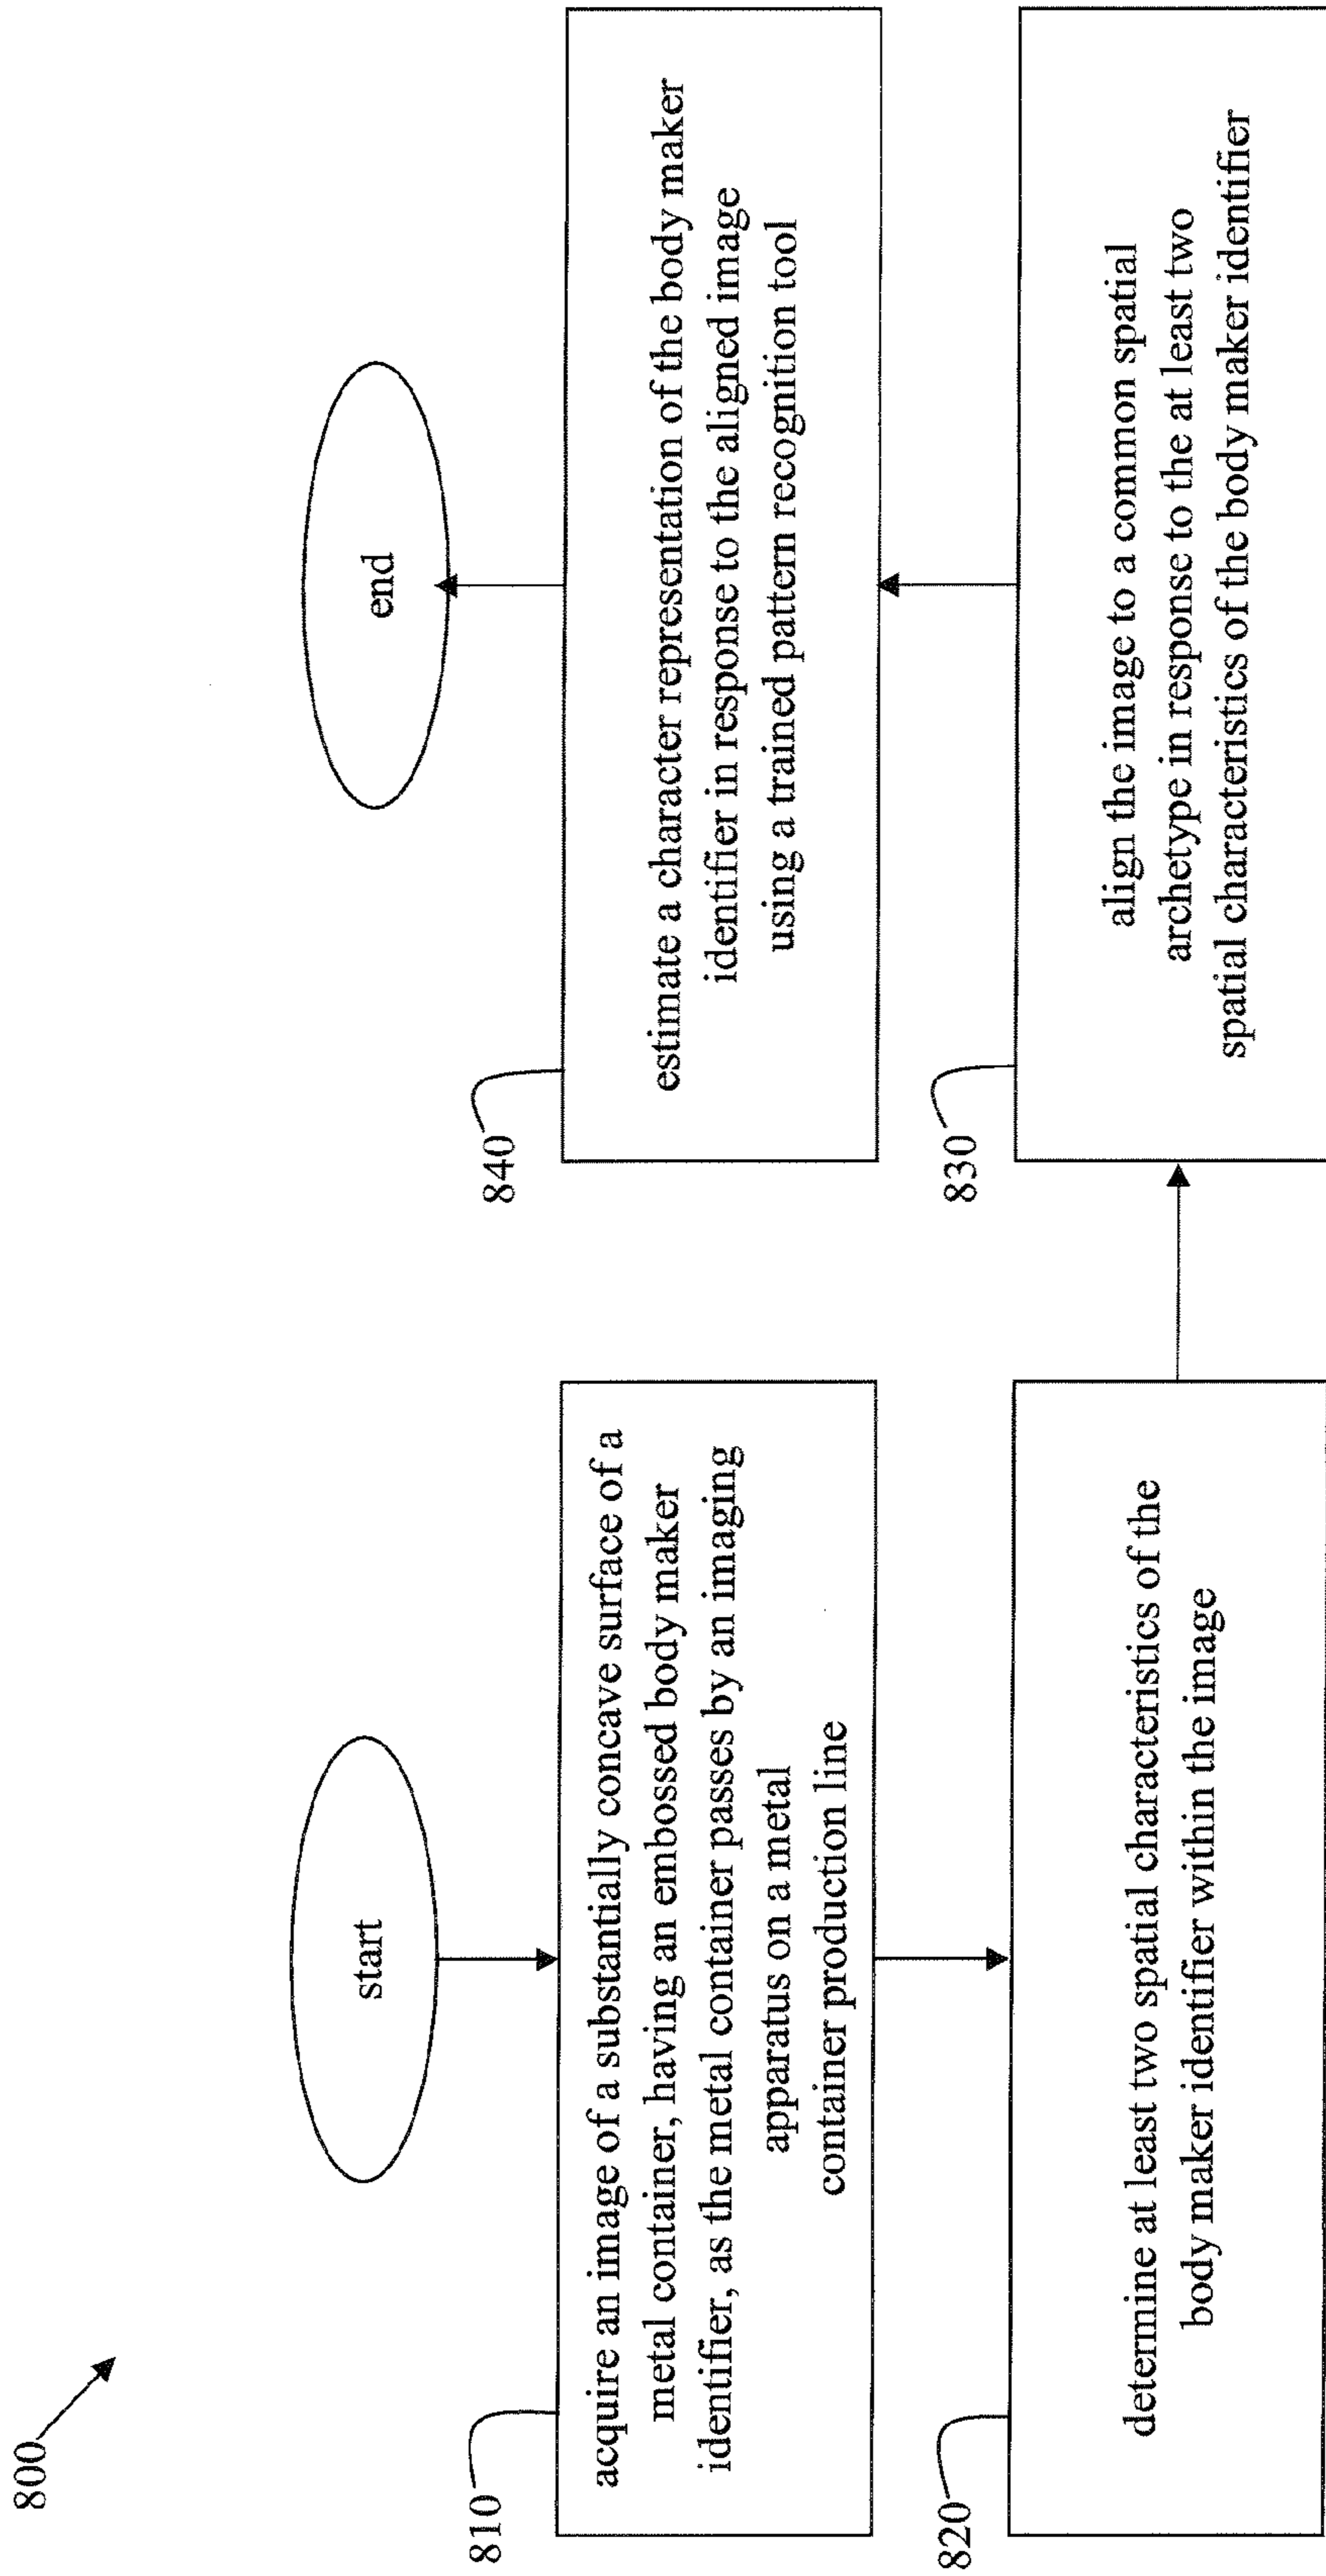 800
start
810
acquire an image of a substantially concave surface of a
metal container, having an embossed body maker
identifier, as the metal container passes by an imaging
apparatus on a metal
container production line
820
determine at least two spatial characteristics of the
body maker identifier within the image
830
align the image to a common spatial
archetype in response to the at least two
spatial characteristics of the body maker identifier
840
estimate a character representation of the body maker
identifier in response to the aligned image
using a trained pattern recognition tool
end